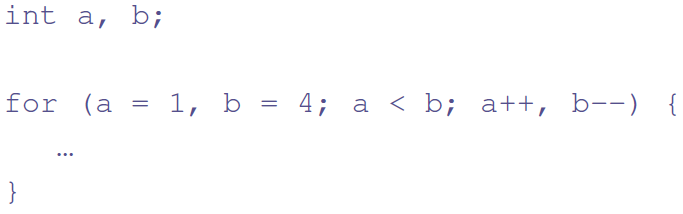 int a, b;
for (a = 1, b = 4; a < b; a++, b--) {
…
}